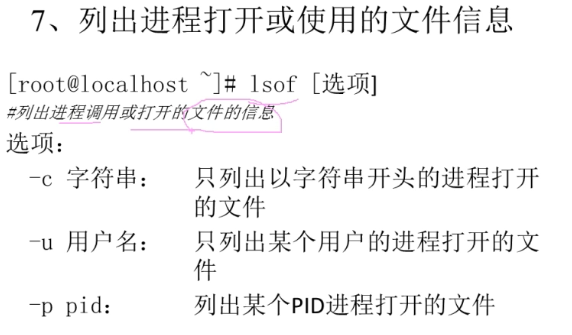 7、列出进程打开或使用的文件信息
[root@localhost ~]# lsof [选项]
#列出进程调用或打开的文件的信息
选项：
-c 字符串： 只列出以字符串开头的进程打开
的文件
-u 用户名： 只列出某个用户的进程打开的文
件
-p pid： 列出某个PID进程打开的文件